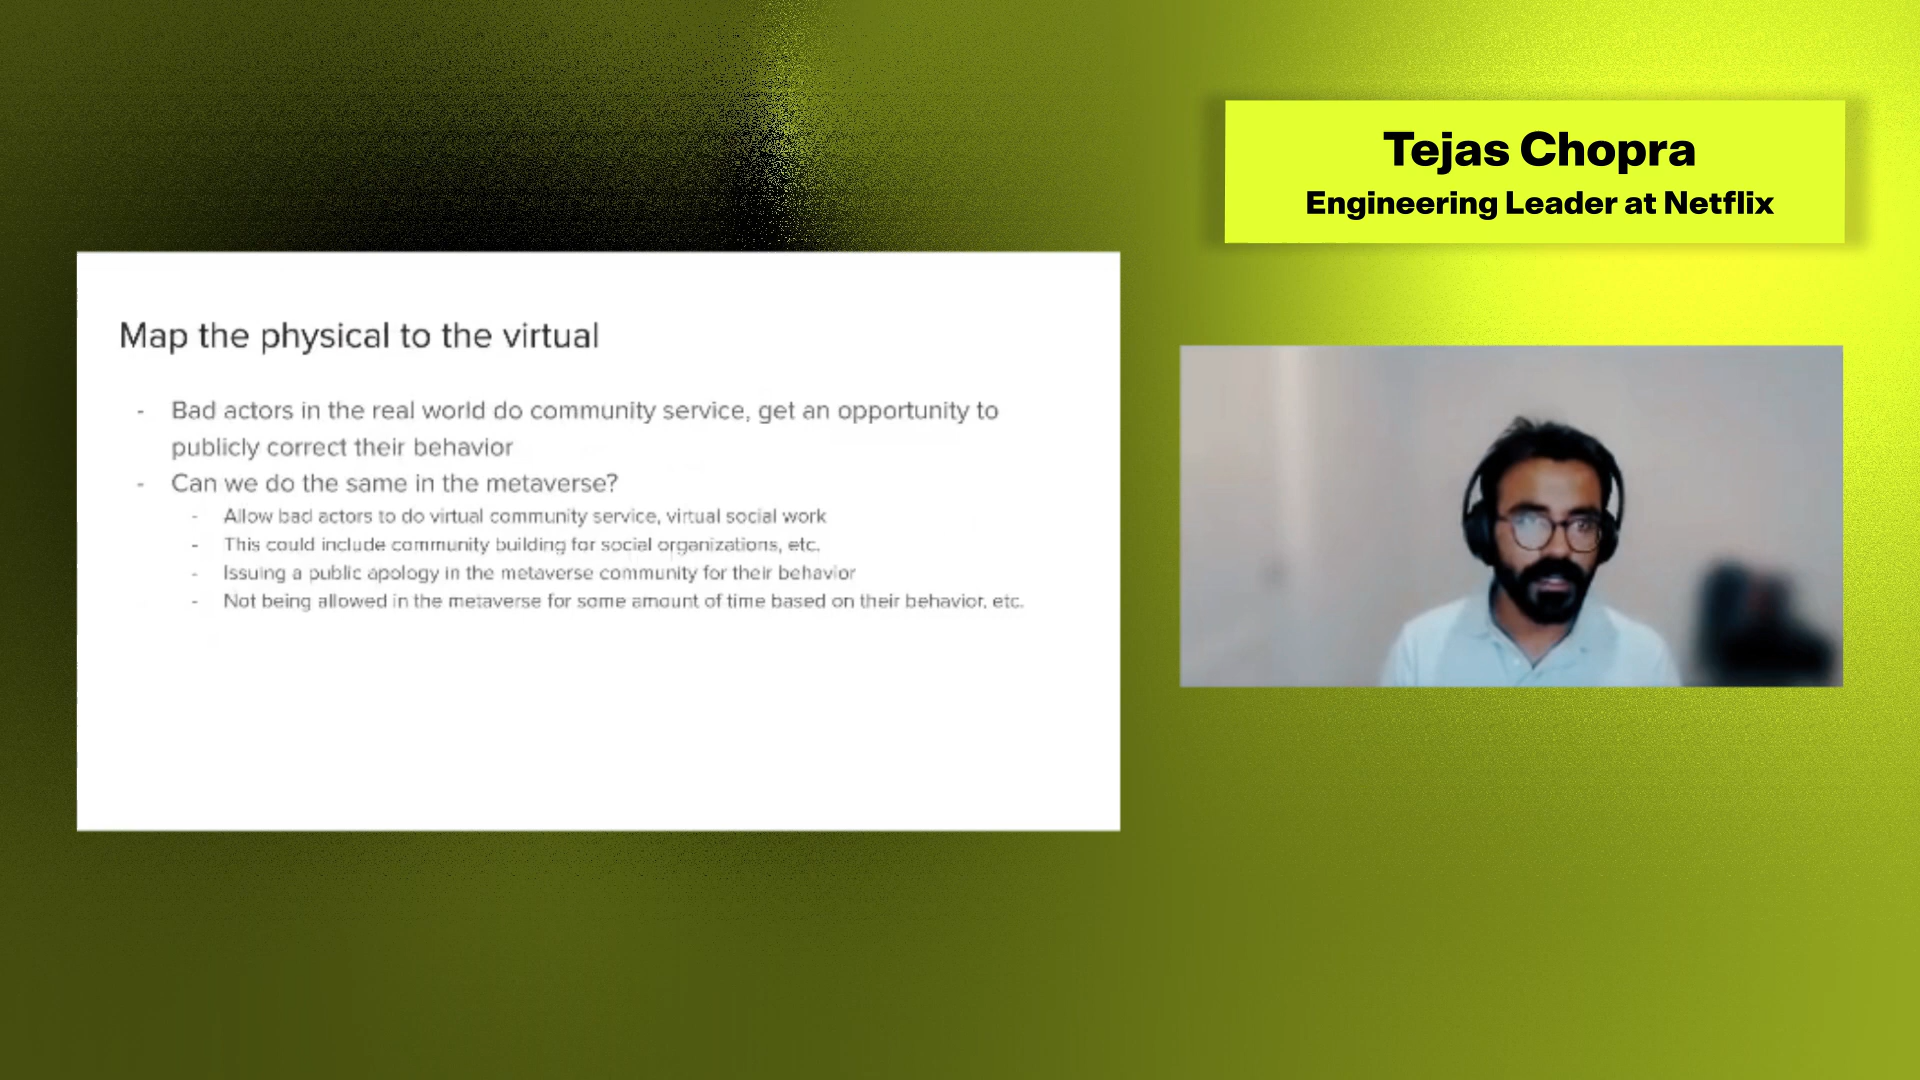 Tejas Chopra
Engineering Leader at Netflix
Map the physical to the virtual
- Bad actors in the real world do community service, get an opportunity to
publicly correct their behavior
- Can we do the same in the metaverse?
- Allow bad actors to do virtual community service, virtual social work
- This could include community building for social organizations, etc.
- Issuing a public apology in the metaverse community for their behavior
- Not being allowed in the metaverse for some amount of time based on their behavior, etc.